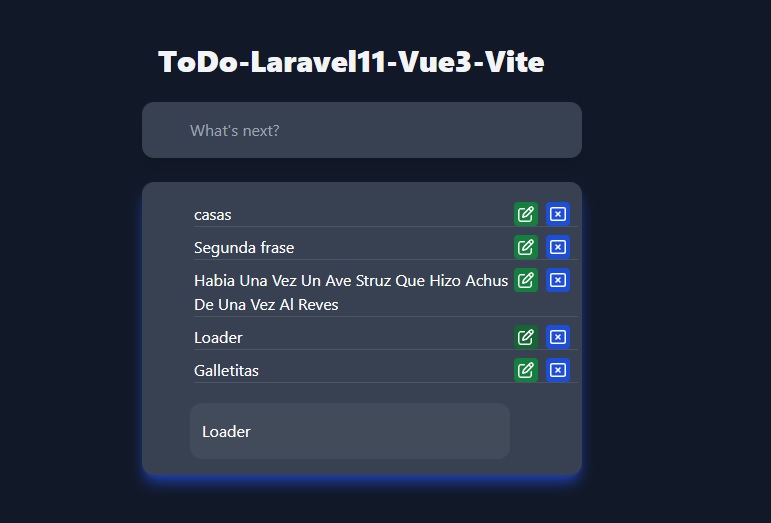 ToDo-Laravel11-Vue3-Vite
What's next?
casas
Segunda frase
Habia Una Vez Un Ave Struz Que Hizo Achus
De Una Vez Al Reves
Loader
Galletitas
Loader